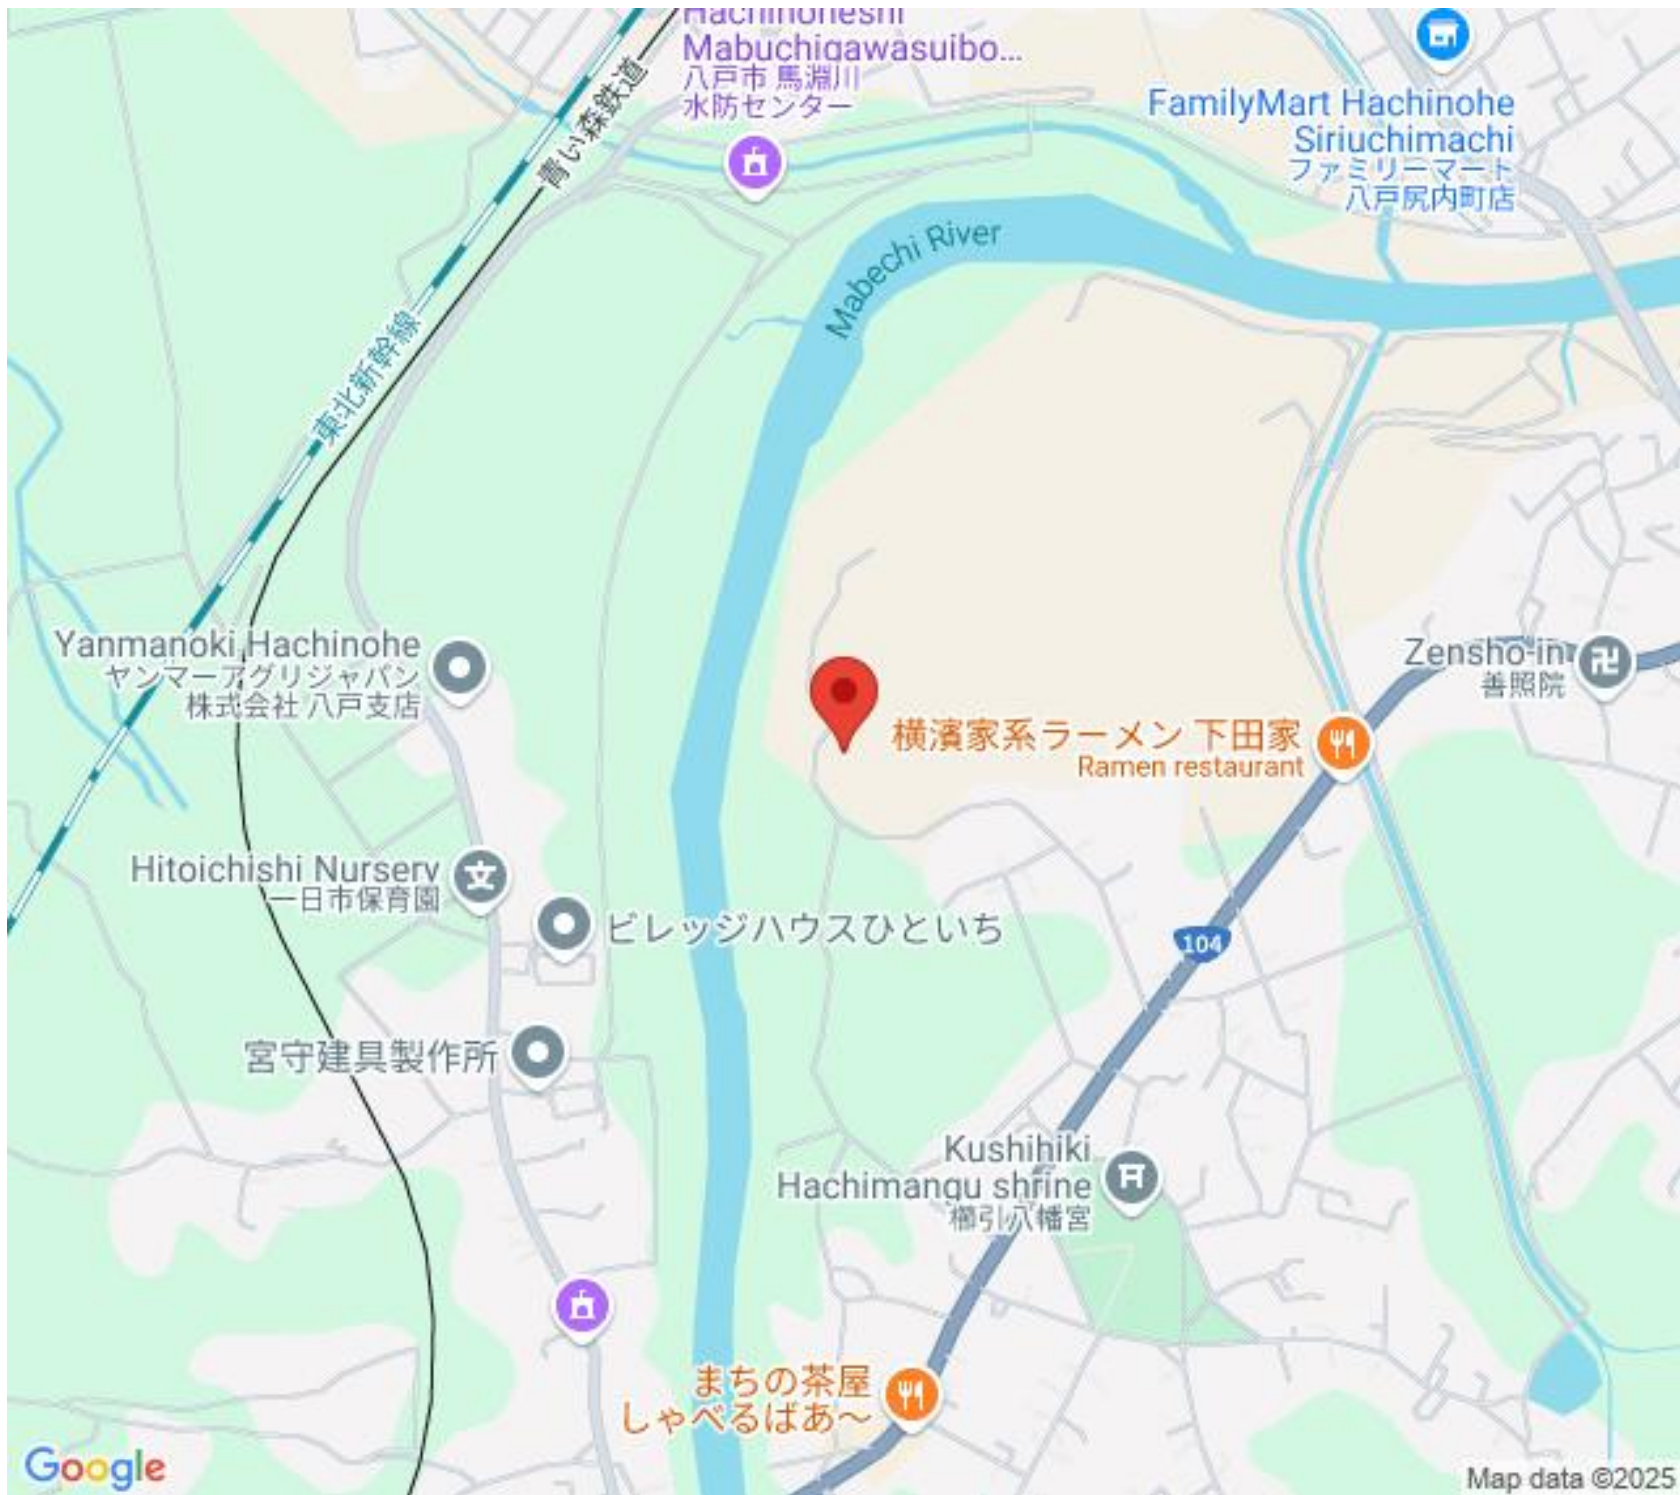 Hachinoheshi
Mabuchigawasuibo...
八戸市 馬淵川
水防センター
FamilyMart Hachinohe
Siriuchimachi
ファミリーマート
八戸尻内町店
青い森鉄道
Mabechi River
東北新幹線
Yanmanoki Hachinohe
ヤンマーアグリジャパン
株式会社 八戸支店
Zensho-in
善照院
横濱家系ラーメン 下田家
Ramen restaurant
Hitoichishi Nurserv
一日市保育園
ビレッジハウスひといち
104
宮守建具製作所
Kushihiki
Hachimangu shrine
櫛引八幡宮
まちの茶屋
しゃべるばあ~
Google
Map data ©2025